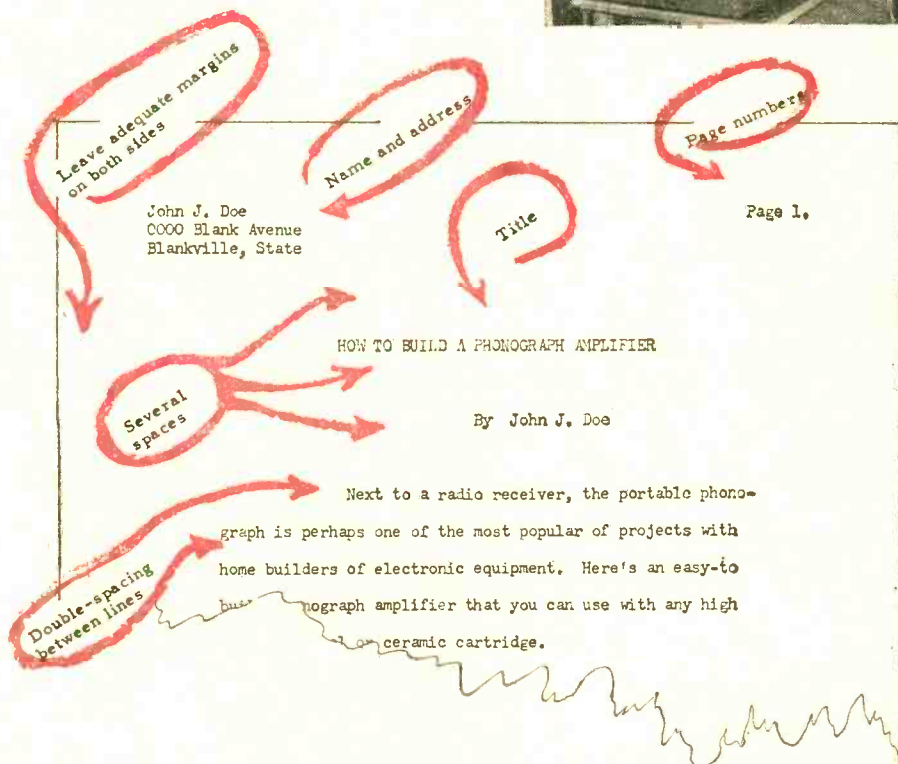 Leave adequate margins
on both sides
Name and address
Page numbers
Title
John J. Doe
0000 Blank Avenue
Blankville, State
Page 1.
HOW TO BUILD A PHONOGRAPH AMPLIFIER
Several
spaces
By John J. Doe
Next to a radio receiver, the portable phono-
graph is perhaps one of the most popular of projects with
home builders of electronic equipment. Here's an easy-to
nograph amplifier that you can use with any high
ceramic cartridge.
Double-spacing
between lines